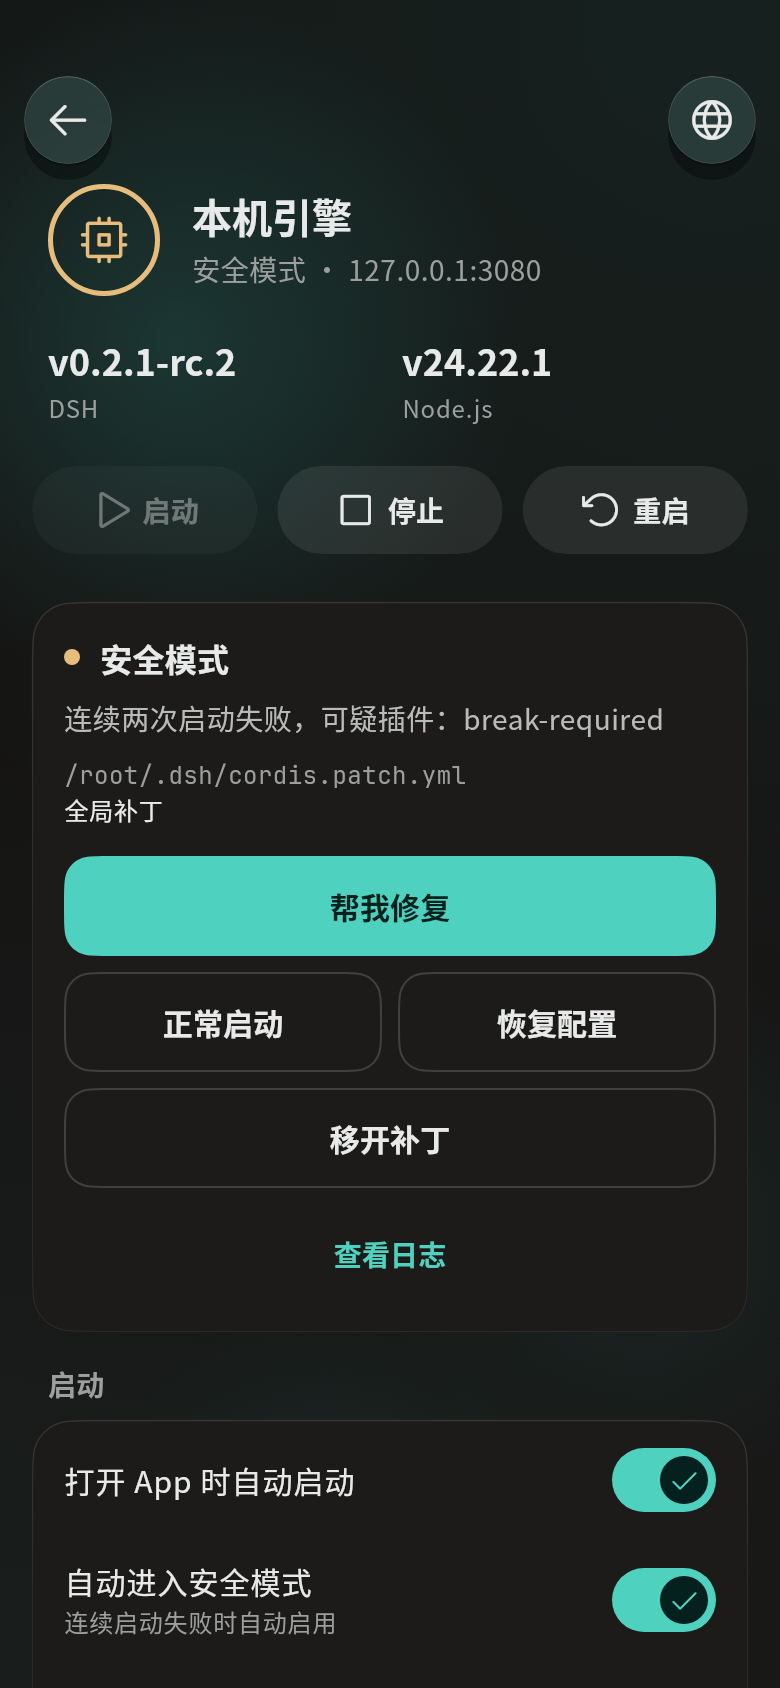 本机引擎
安全模式 · 127.0.0.1:3080
v0.2.1-rc.2
DSH
v24.22.1
Node.js
启动
停止
重启
安全模式
连续两次启动失败，可疑插件：break-required
/root/.dsh/cordis.patch.yml
全局补丁
帮我修复
正常启动
恢复配置
移开补丁
查看日志
启动
打开 App 时自动启动
自动进入安全模式
连续启动失败时自动启用